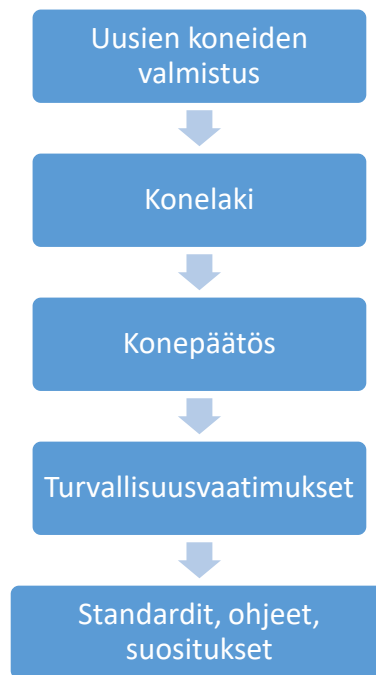 Uusien koneiden
valmistus
Konelaki
Konepäätös
Turvallisuusvaatimukset
Standardit, ohjeet,
suositukset